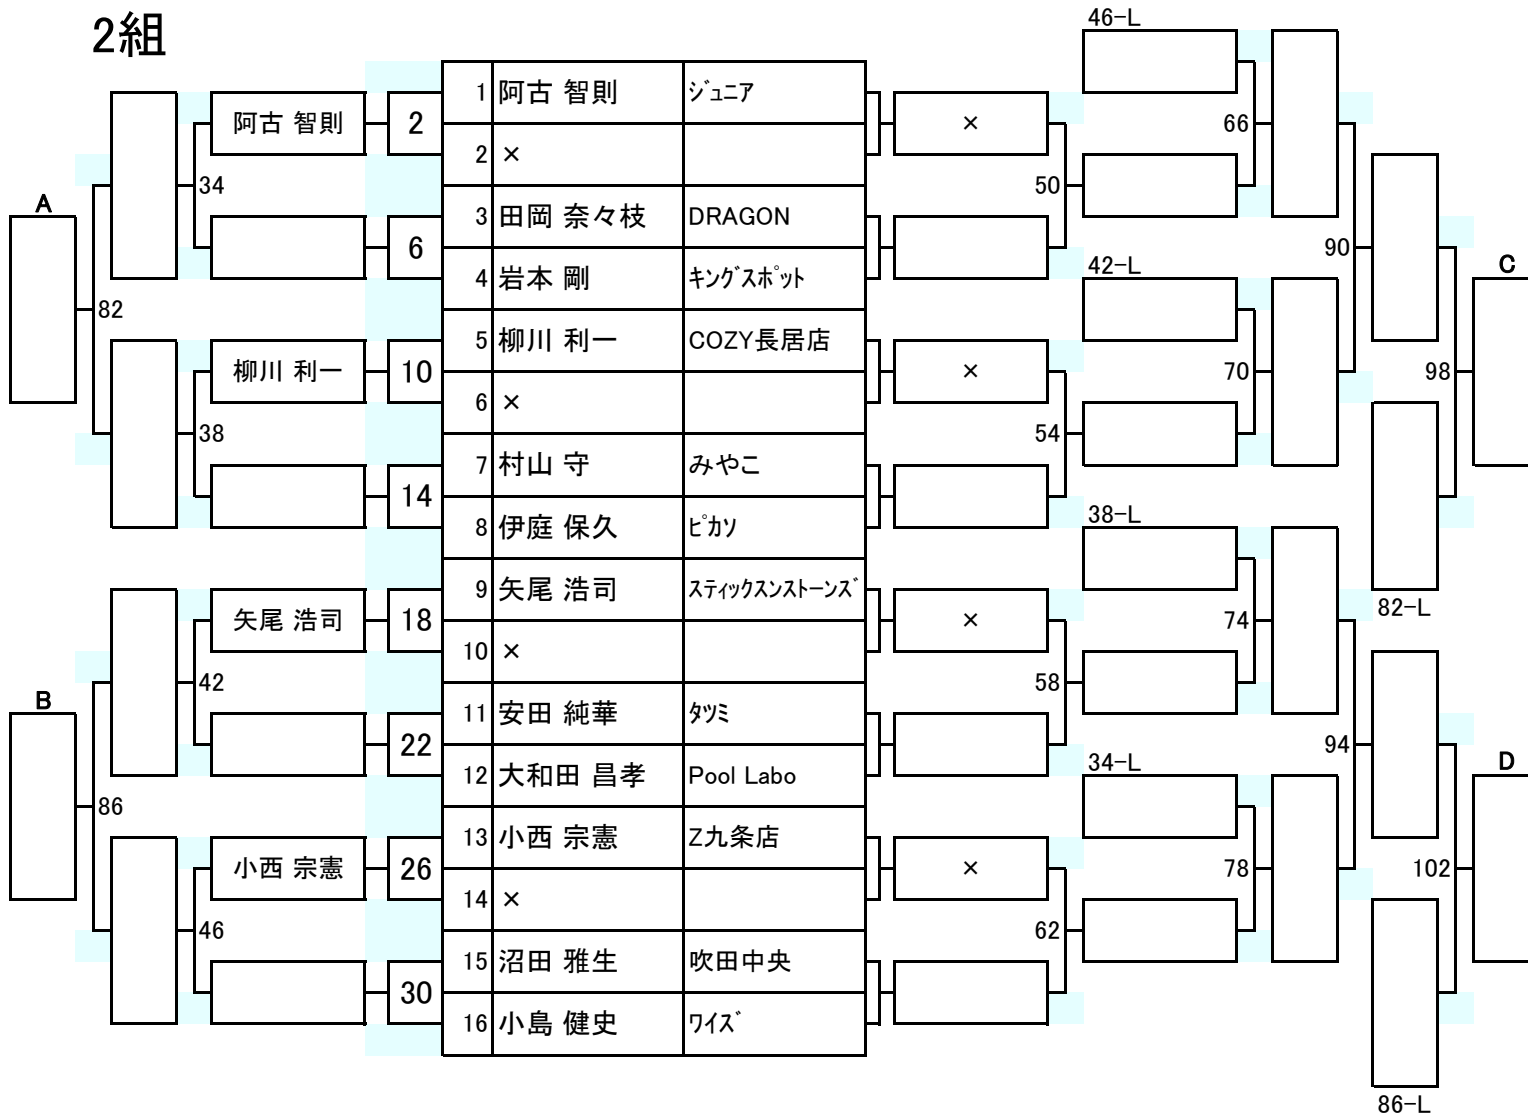 2組
46-L
1 阿古 智則 ｼﾞｭﾆｱ
阿古 智則 2 × 66
2 ×
34 50
A
3 田岡 奈々枝 DRAGON
6 90
4 岩本 剛 ｷﾝｸﾞｽﾎﾟｯﾄ
42-L C
82
5 柳川 利一 COZY長居店
柳川 利一 10 × 70 98
6 ×
38 54
7 村山 守 みやこ
14
8 伊庭 保久 ﾋﾟｶｿ
38-L
9 矢尾 浩司 ｽﾃｨｯｸｽﾝｽﾄｰﾝｽﾞ
82-L
矢尾 浩司 18 × 74
10 ×
42 58
B
11 安田 純華 ﾀﾂﾐ
22 94
12 大和田 昌孝 Pool Labo
34-L D
86
13 小西 宗憲 Z九条店
小西 宗憲 26 × 78 102
14 ×
46 62
15 沼田 雅生 吹田中央
30
16 小島 健史 ﾜｲｽﾞ
86-L